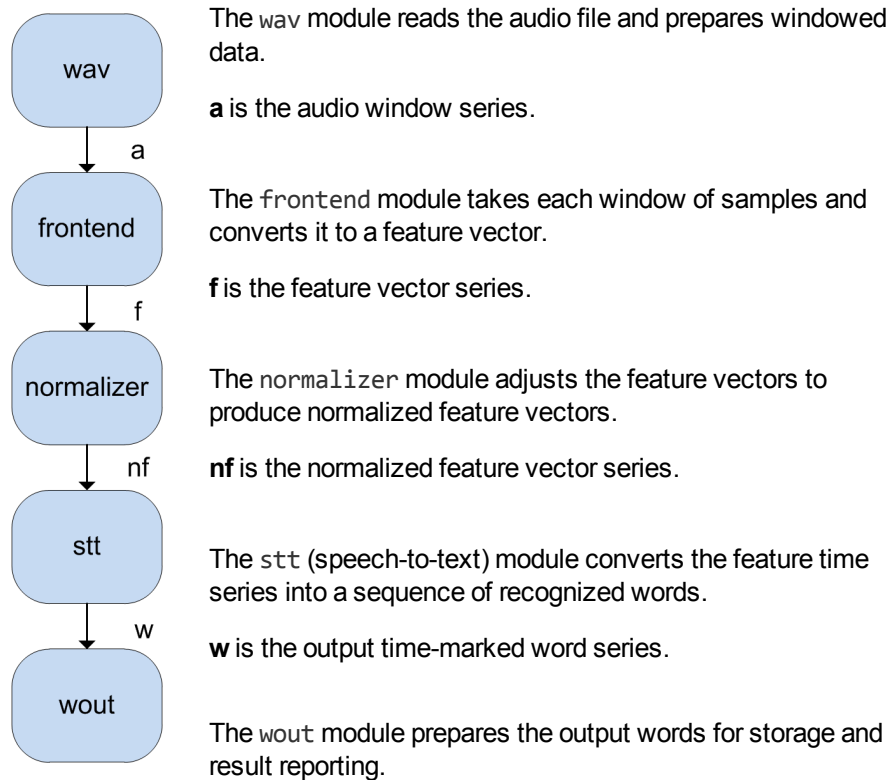 wav
The wav module reads the audio file and prepares windowed
data.
a is the audio window series.
a
frontend
The frontend module takes each window of samples and
converts it to a feature vector.
f is the feature vector series.
f
normalizer
The normalizer module adjusts the feature vectors to
produce normalized feature vectors.
nf
nf is the normalized feature vector series.
stt
The stt (speech-to-text) module converts the feature time
series into a sequence of recognized words.
w
w is the output time-marked word series.
wout
The wout module prepares the output words for storage and
result reporting.